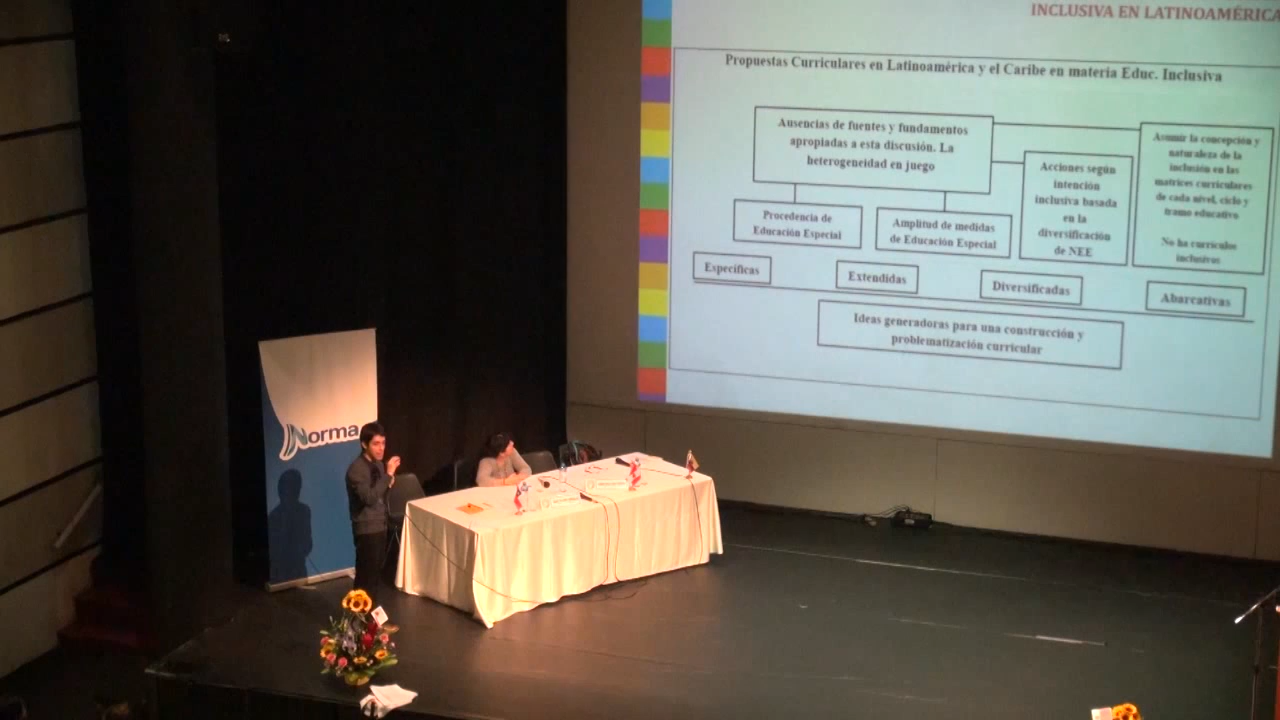 INCLUSIVA EN LATINOAMÉRICA
Propuestas Curriculares en Latinoamérica y el Caribe en materia Educ. Inclusiva
Ausencias de fuentes y fundamentos
apropiadas a esta discusión. La
heterogeneidad en juego
Acciones según
intención
inclusiva basada
en la
diversificación
de NEE
Asumir la concepción y
naturaleza de la
inclusión en las
matrices curriculares
de cada nivel, ciclo y
tramo educativo
No ha currículos
inclusivos
Procedencia de
Educación Especial
Amplitud de medidas
de Educación Especial
Específicas
Extendidas
Diversificadas
Abarcativas
Ideas generadoras para una construcción y
problematización curricular
Norma